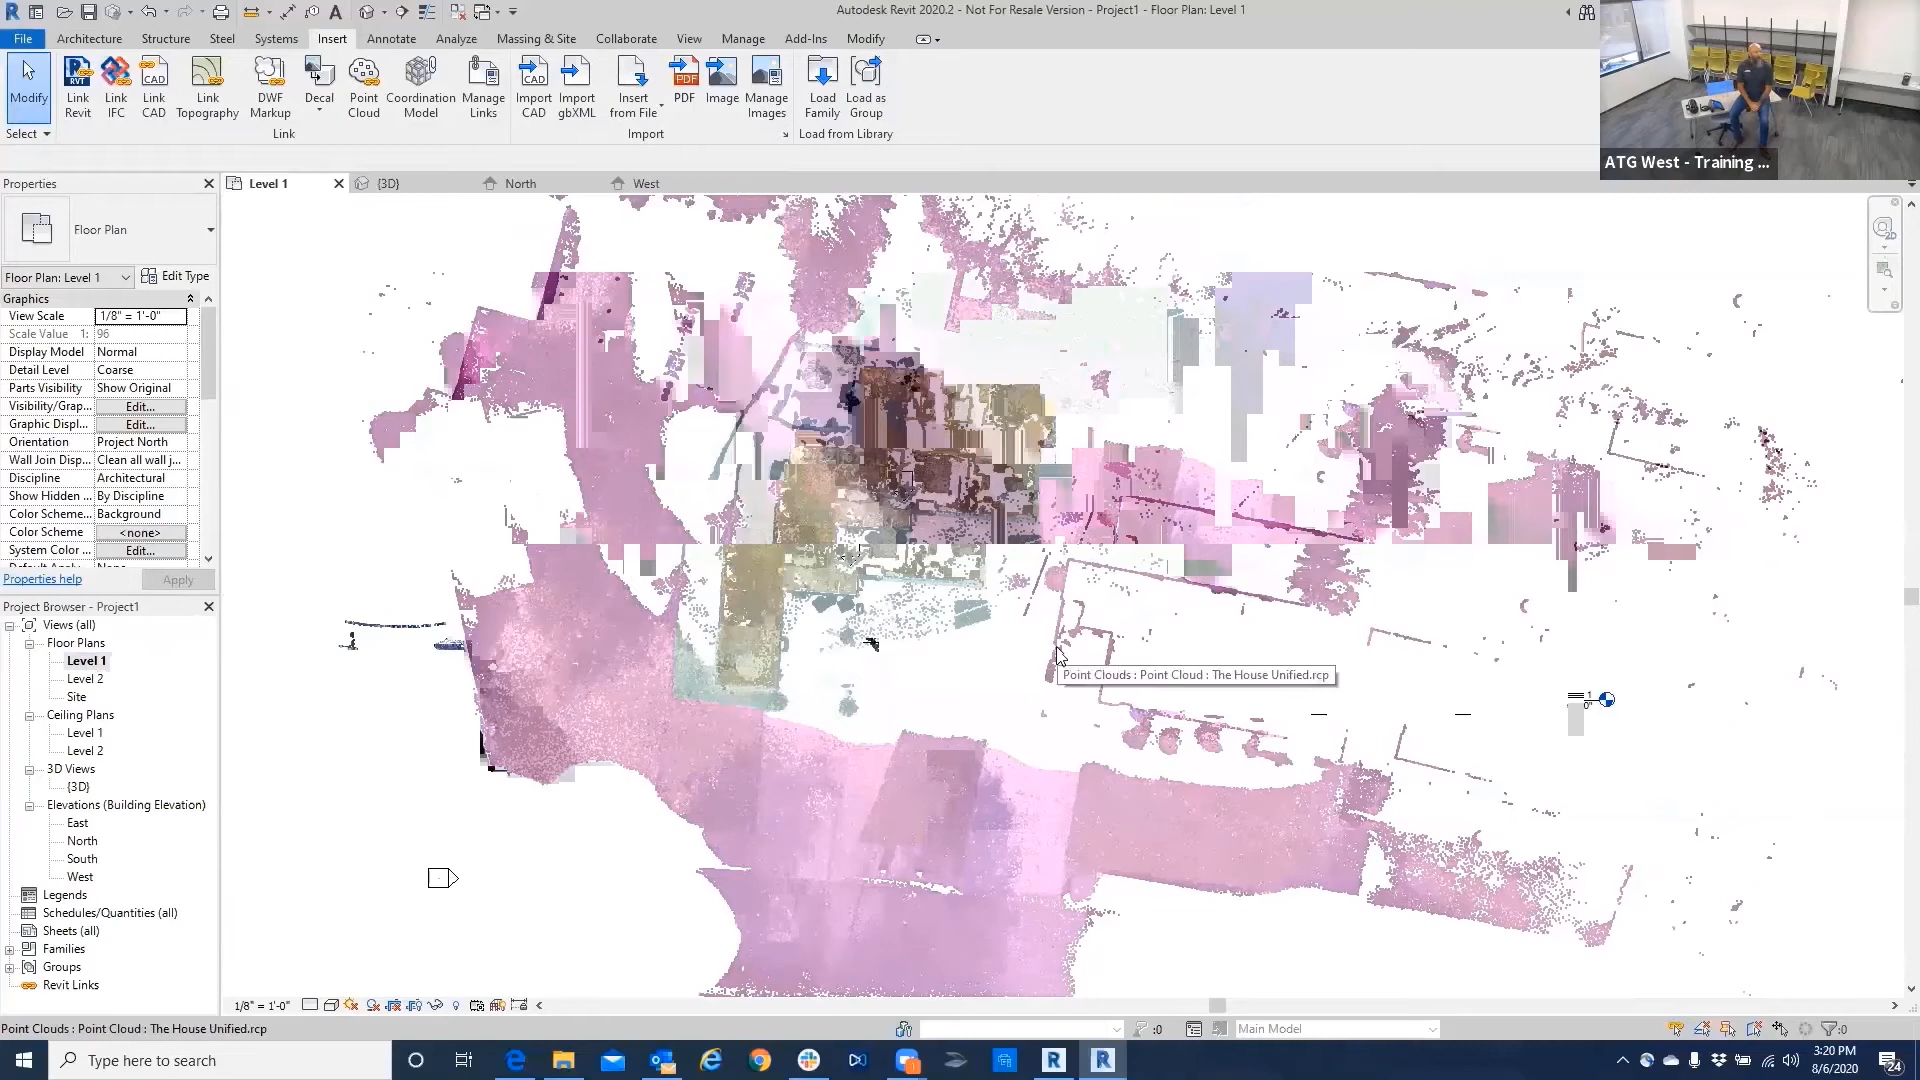 Autodesk Revit 2020.2 - Not For Resale Version - Project1 - Floor Plan: Level 1
File Architecture Structure Steel Systems Insert Annotate Analyze Massing & Site Collaborate View Manage Add-Ins Modify
Modify
Link Revit
Link IFC
Link CAD
Link Topography
DWF Markup
Decal
Point Cloud
Coordination Model
Manage Links
Import CAD
Import gbXML
Insert from File
PDF
Image
Manage Images
Load Family
Load as Group
Select
Link
Import
Load from Library
ATG West - Training ...
Properties
Level 1
{3D}
North
West
Floor Plan
Floor Plan: Level 1
Edit Type
Graphics
View Scale 1/8" = 1'-0"
Scale Value 1: 96
Display Model Normal
Detail Level Coarse
Parts Visibility Show Original
Visibility/Grap... Edit...
Graphic Displ... Edit...
Orientation Project North
Wall Join Disp... Clean all wall j...
Discipline Architectural
Show Hidden ... By Discipline
Color Scheme... Background
Color Scheme <none>
System Color ... Edit...
Properties help
Apply
Project Browser - Project1
Views (all)
Floor Plans
Level 1
Level 2
Site
Ceiling Plans
Level 1
Level 2
3D Views
{3D}
Elevations (Building Elevation)
East
North
South
West
Legends
Schedules/Quantities (all)
Sheets (all)
Families
Groups
Revit Links
Point Clouds : Point Cloud : The House Unified.rcp
1/8" = 1'-0"
Point Clouds : Point Cloud : The House Unified.rcp
:0
Main Model
:0
Type here to search
3:20 PM
8/6/2020
24